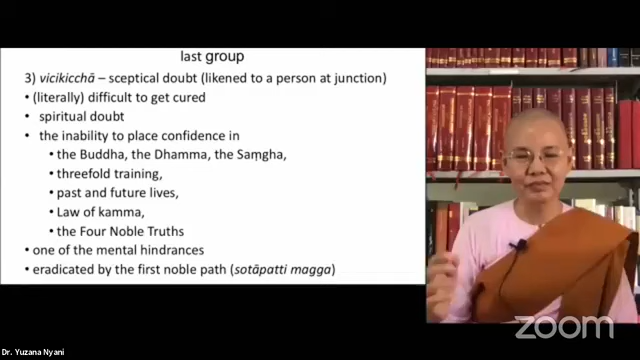 last group
3) vicikicchā – sceptical doubt (likened to a person at junction)
• (literally) difficult to get cured
• spiritual doubt
• the inability to place confidence in
• the Buddha, the Dhamma, the Saṃgha,
• threefold training,
• past and future lives,
• Law of kamma,
• the Four Noble Truths
• one of the mental hindrances
• eradicated by the first noble path (sotāpatti magga)
zoom
Dr. Yuzana Nyani